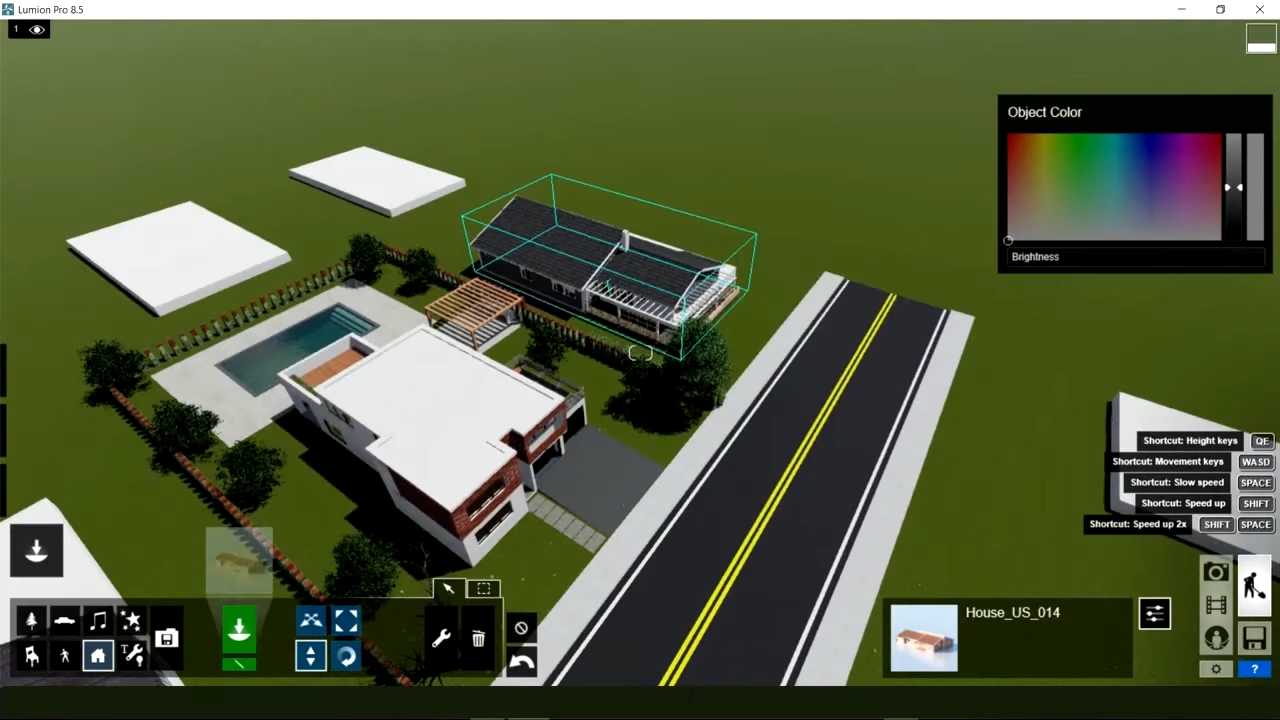 Lumion Pro 8.5
1
Object Color
Brightness
Shortcut: Height keys QE
Shortcut: Movement keys WASD
Shortcut: Slow speed SPACE
Shortcut: Speed up SHIFT
Shortcut: Speed up 2x SHIFT SPACE
House_US_014
T
?